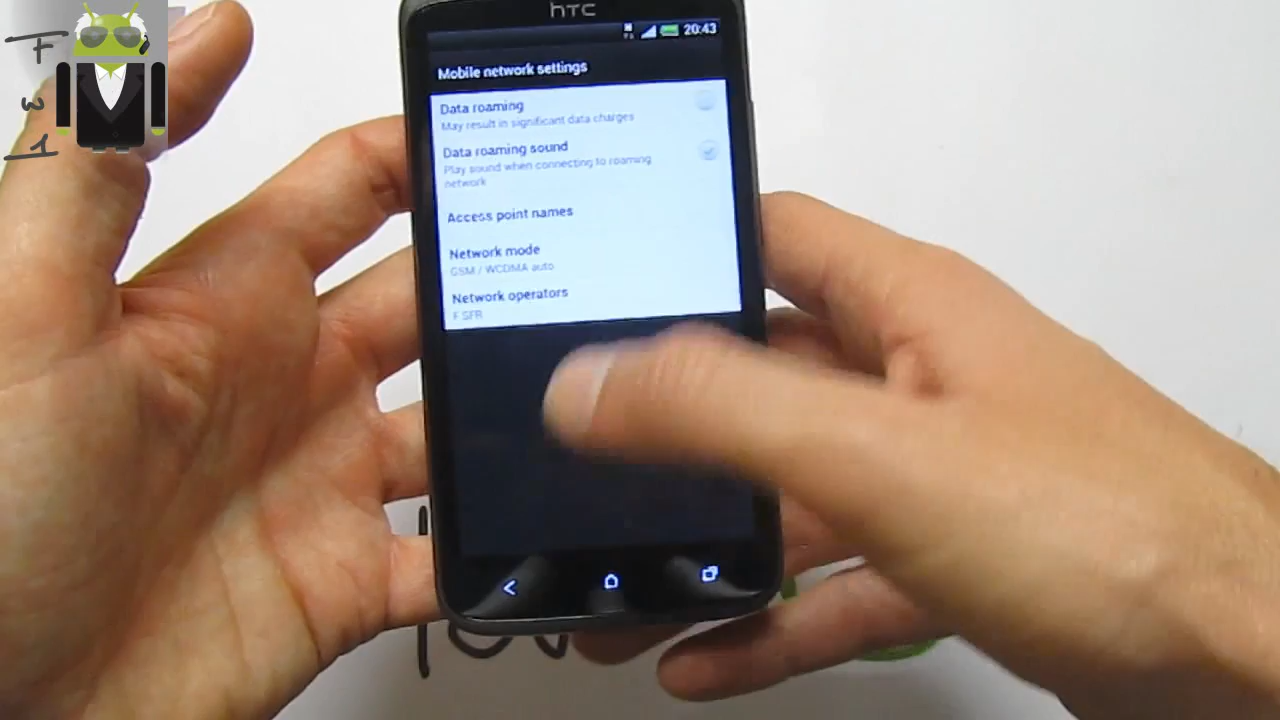 F
w
1
hTC
20:43
Mobile network settings
Data roaming
May result in significant data charges
Data roaming sound
Play sound when connecting to roaming
network
Access point names
Network mode
GSM / WCDMA auto
Network operators
F SFR